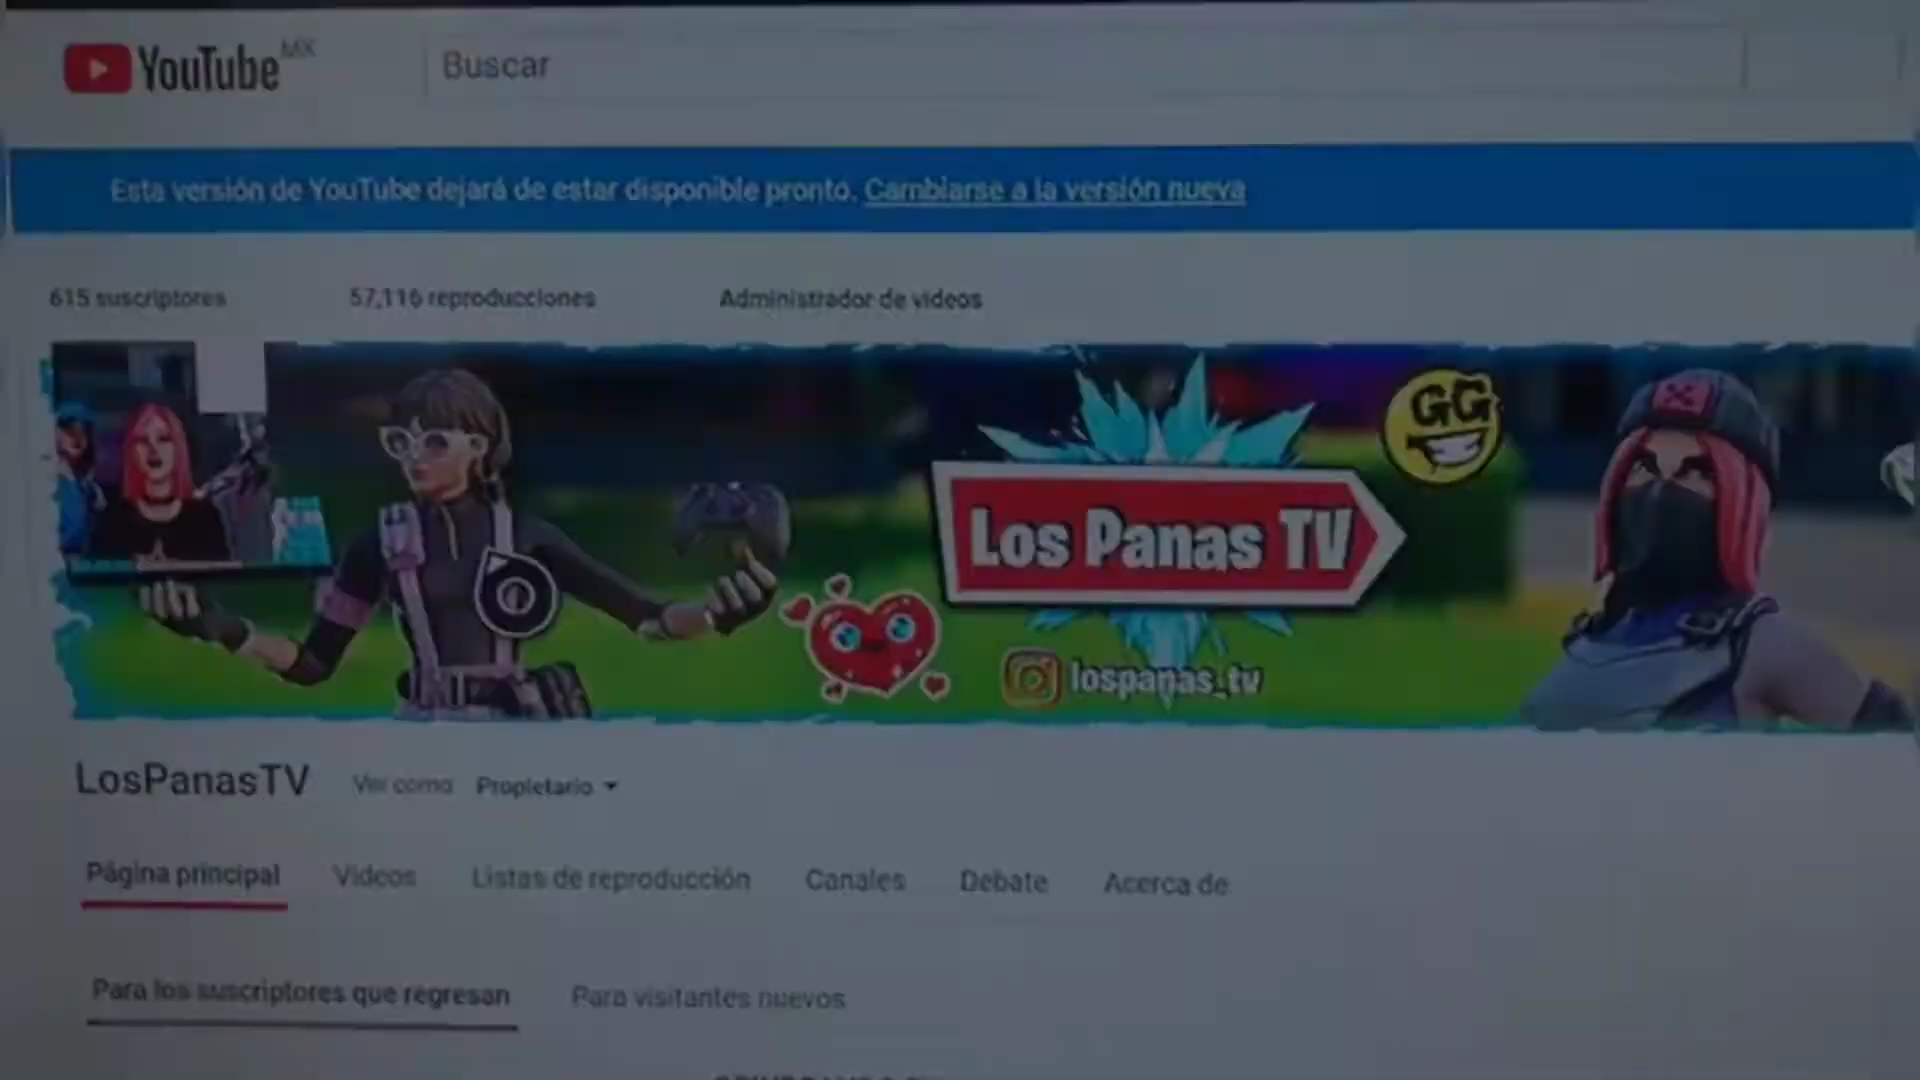 YouTube MX
Buscar
Esta versión de YouTube dejará de estar disponible pronto. Cambiarse a la versión nueva
615 suscriptores 57,116 reproducciones Administrador de videos
GG
Los Panas TV
lospanas_tv
LosPanasTV Ver como Propietario
Página principal Videos Listas de reproducción Canales Debate Acerca de
Para los suscriptores que regresan Para visitantes nuevos